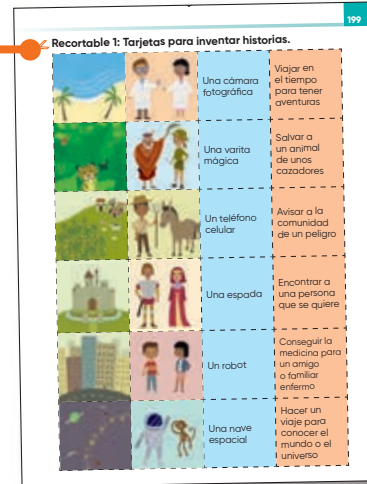 199
Recortable 1: Tarjetas para inventar historias.
Una cámara
fotográfica
Viajar en
el tiempo
para tener
aventuras
Una varita
mágica
Salvar a
un animal
de unos
cazadores
Un teléfono
celular
Avisar a la
comunidad
de un peligro
Una espada
Encontrar a
una persona
que se quiere
Un robot
Conseguir la
medicina para
un amigo
o familiar
enfermo
Una nave
espacial
Hacer un
viaje para
conocer el
mundo o el
universo